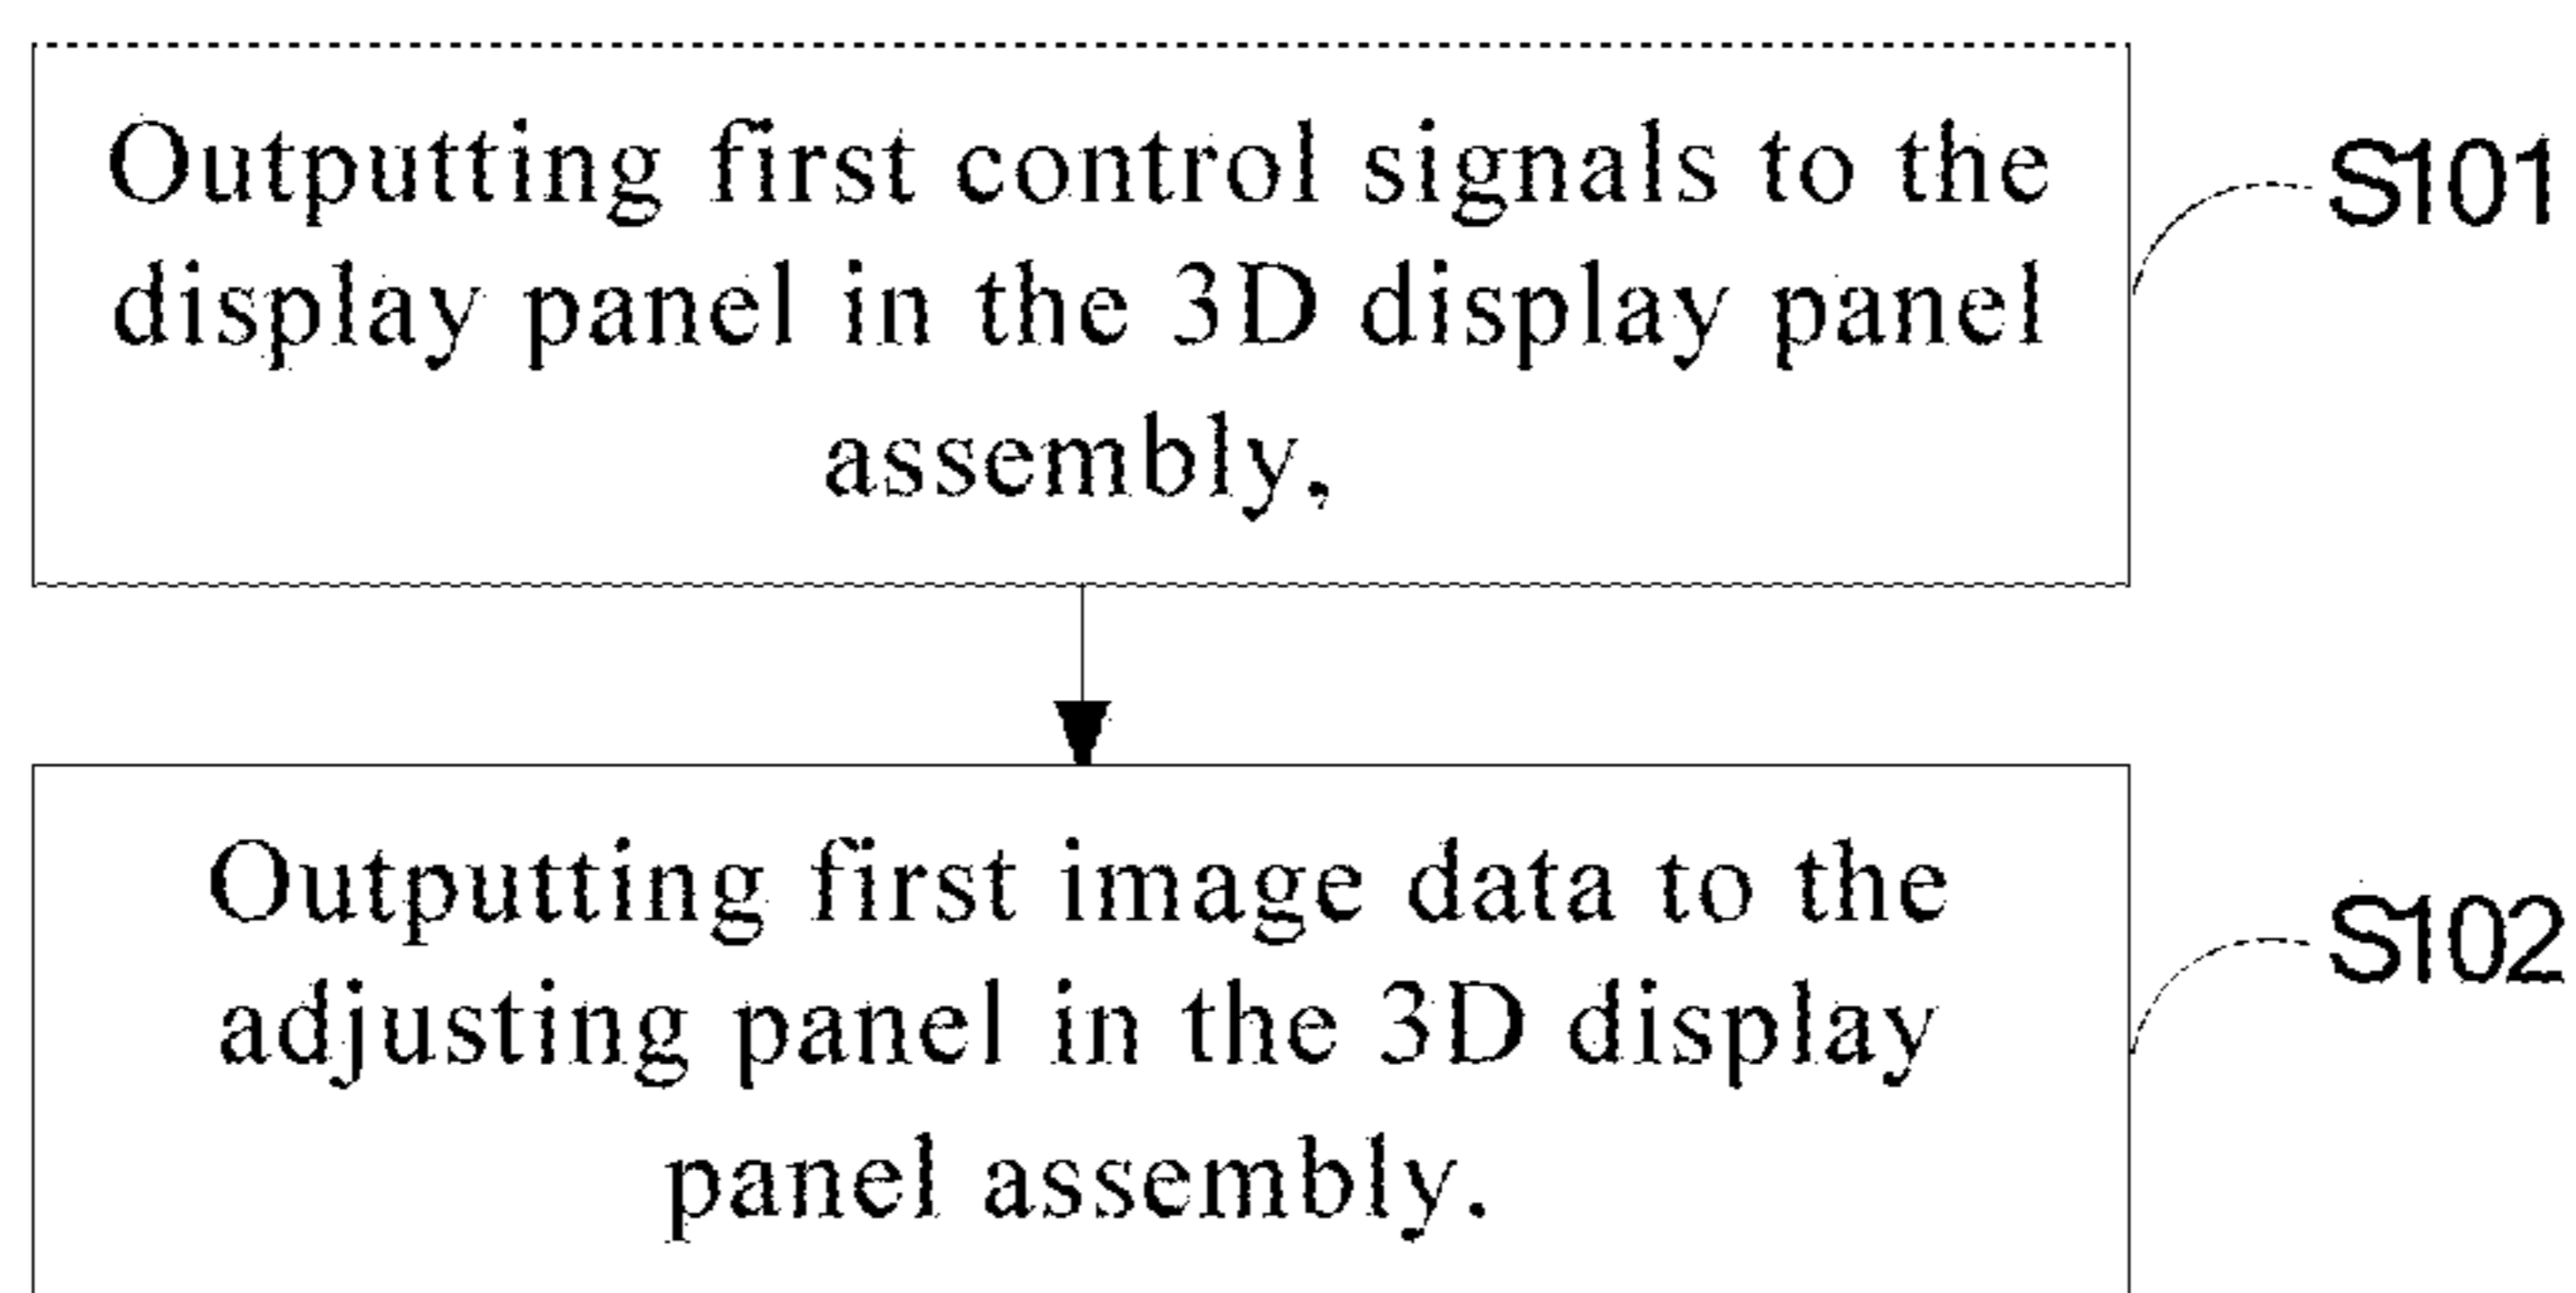 Outputting first control signals to the
display panel in the 3D display panel
assembly,
S101
Outputting first image data to the
adjusting panel in the 3D display
panel assembly.
S102